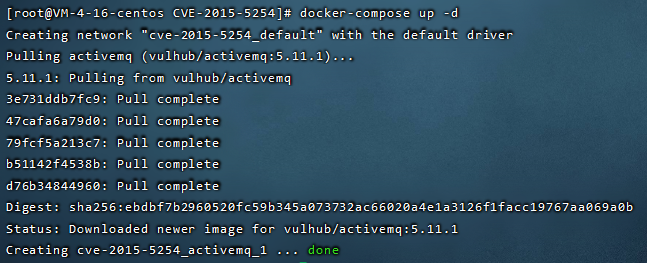 [root@VM-4-16-centos CVE-2015-5254]# docker-compose up -d
Creating network "cve-2015-5254_default" with the default driver
Pulling activemq (vulhub/activemq:5.11.1)...
5.11.1: Pulling from vulhub/activemq
3e731ddb7fc9: Pull complete
47cafa6a79d0: Pull complete
79fcf5a213c7: Pull complete
b51142f4538b: Pull complete
d76b34844960: Pull complete
Digest: sha256:ebdbf7b2960520fc59b345a073732ac66020a4e1a3126f1facc19767aa069a0b
Status: Downloaded newer image for vulhub/activemq:5.11.1
Creating cve-2015-5254_activemq_1 ... done